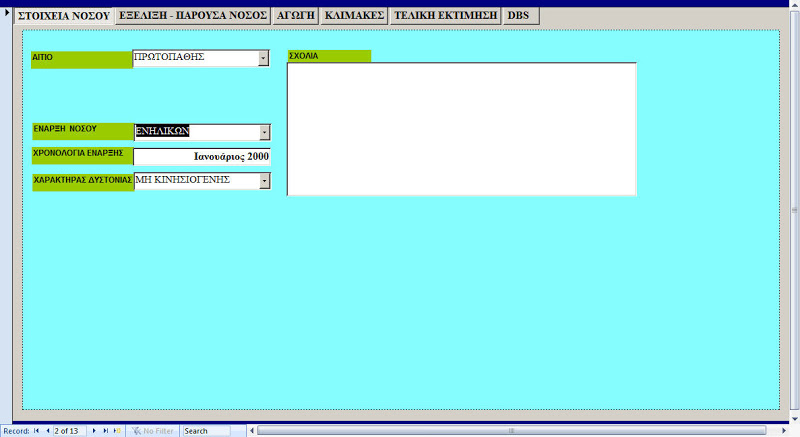 ΣΤΟΙΧΕΙΑ ΝΟΣΟΥ ΕΞΕΛΙΞΗ - ΠΑΡΟΥΣΑ ΝΟΣΟΣ ΑΓΩΓΗ ΚΛΙΜΑΚΕΣ ΤΕΛΙΚΗ ΕΚΤΙΜΗΣΗ DBS
ΑΙΤΙΟ ΠΡΩΤΟΠΑΘΗΣ ΣΧΟΛΙΑ
ΕΝΑΡΞΗ ΝΟΣΟΥ ΕΝΗΛΙΚΩΝ
ΧΡΟΝΟΛΟΓΙΑ ΕΝΑΡΞΗΣ Ιανουάριος 2000
ΧΑΡΑΚΤΗΡΑΣ ΔΥΣΤΟΝΙΑΣ ΜΗ ΚΙΝΗΣΙΟΓΕΝΗΣ
Record: 2 of 13 No Filter Search